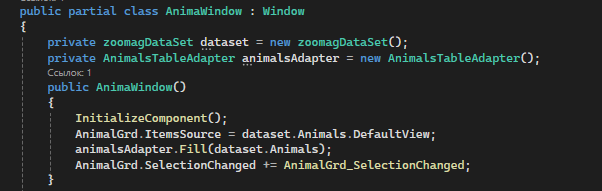 public partial class AnimaWindow : Window
{
private zoomagDataSet dataset = new zoomagDataSet();
private AnimalsTableAdapter animalsAdapter = new AnimalsTableAdapter();
Ссылок: 1
public AnimaWindow()
{
InitializeComponent();
AnimalGrd.ItemsSource = dataset.Animals.DefaultView;
animalsAdapter.Fill(dataset.Animals);
AnimalGrd.SelectionChanged += AnimalGrd_SelectionChanged;
}